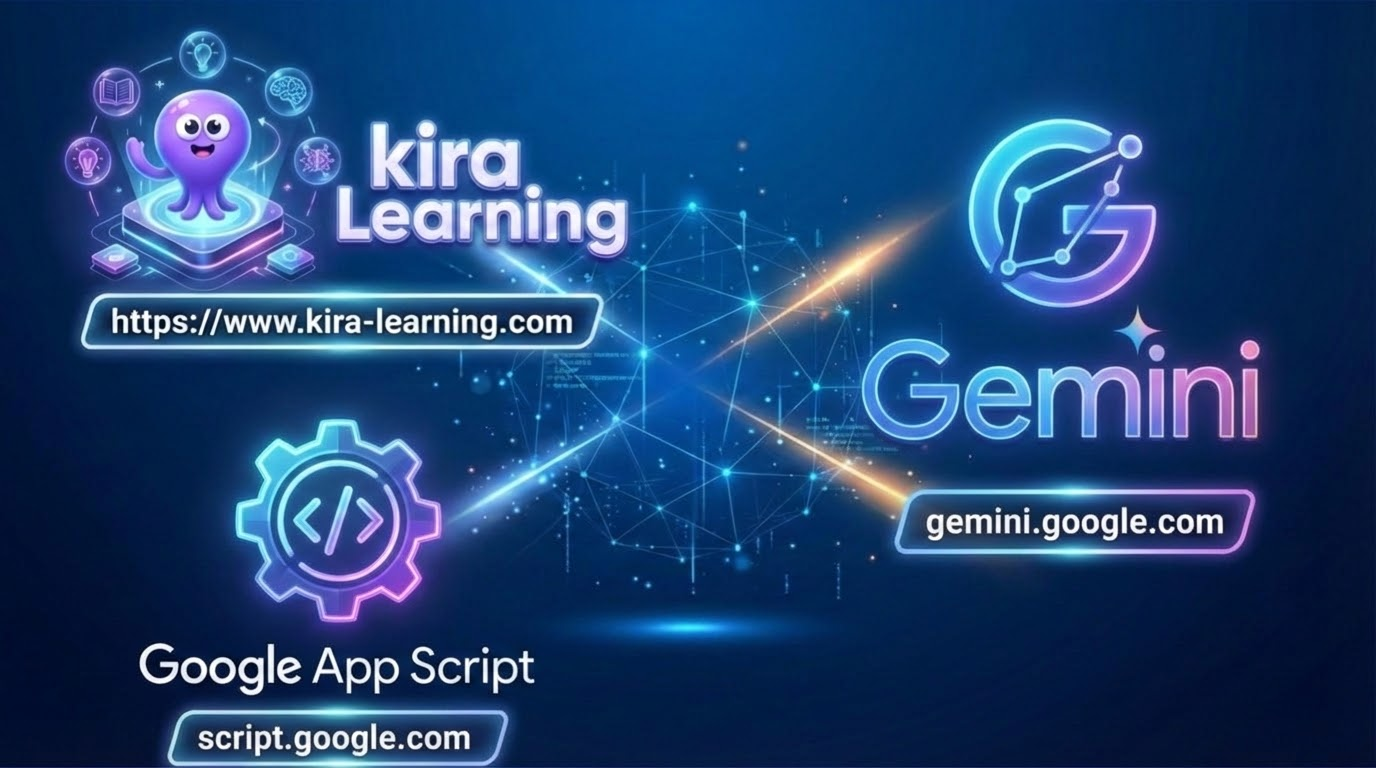 kira
Learning
https://www.kira-learning.com
Gemini
gemini.google.com
Google App Script
script.google.com